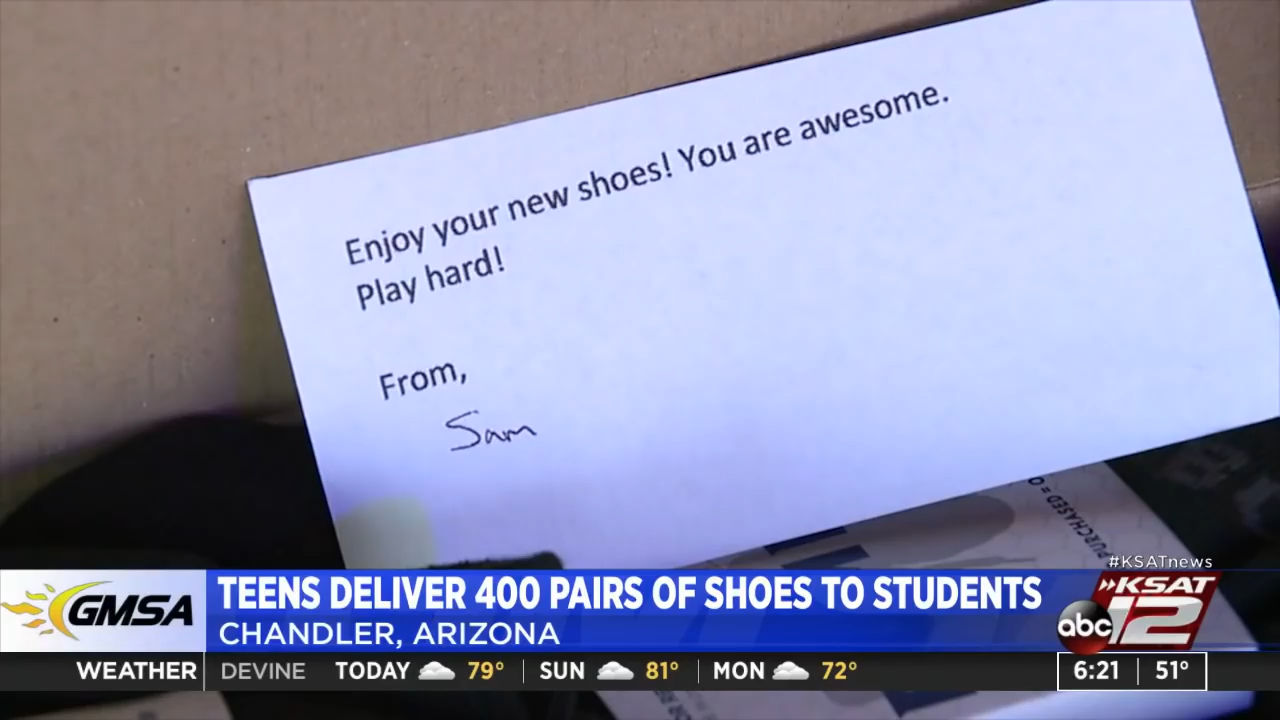 Enjoy your new shoes! You are awesome.
Play hard!
From,
Sam
PURCHASED = O
#KSATnews
GMSA
TEENS DELIVER 400 PAIRS OF SHOES TO STUDENTS
CHANDLER, ARIZONA
abc
KSAT
12
WEATHER DEVINE TODAY 79° SUN 81° MON 72° 6:21 51°